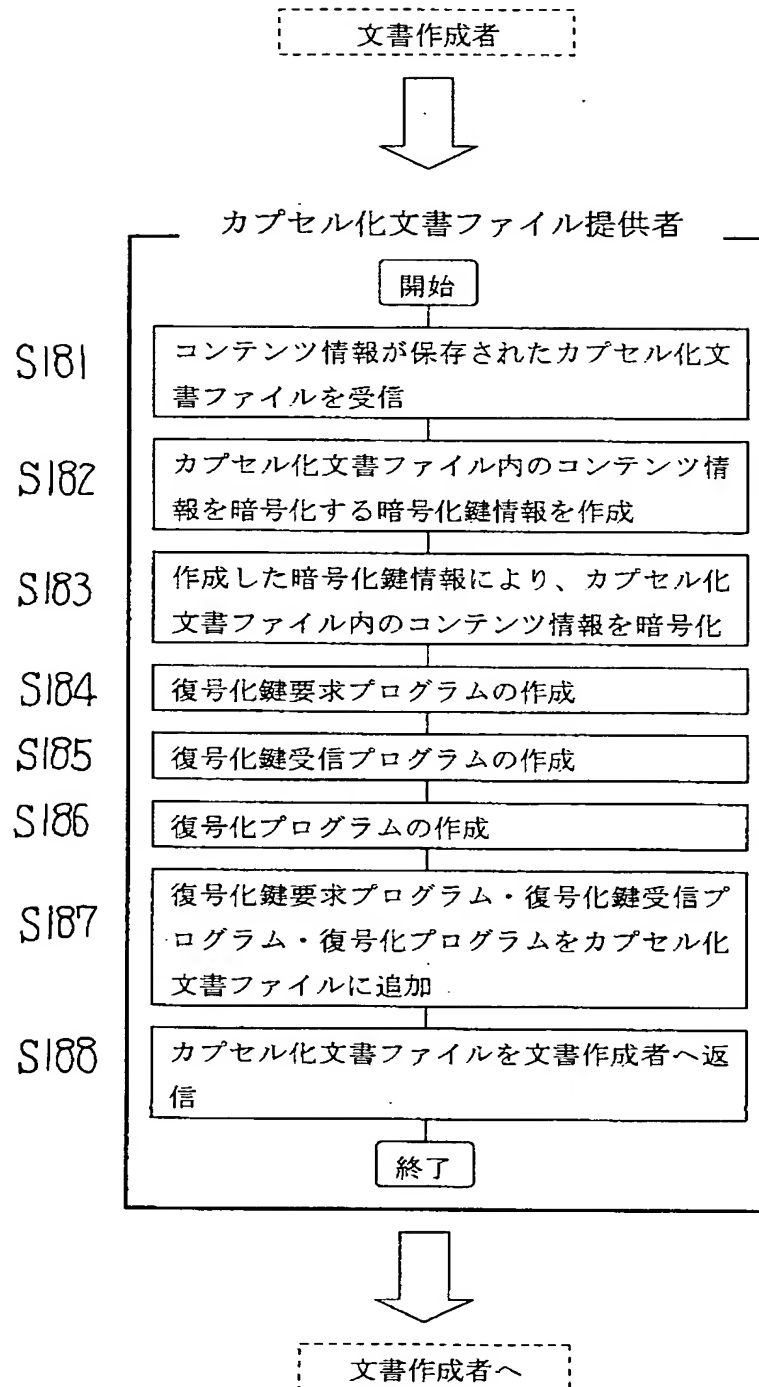 文書作成者
カプセル化文書ファイル提供者
開始
S181
コンテンツ情報が保存されたカプセル化文
書ファイルを受信
S182
カプセル化文書ファイル内のコンテンツ情
報を暗号化する暗号化鍵情報を作成
S183
作成した暗号化鍵情報により、カプセル化
文書ファイル内のコンテンツ情報を暗号化
S184
復号化鍵要求プログラムの作成
S185
復号化鍵受信プログラムの作成
S186
復号化プログラムの作成
S187
復号化鍵要求プログラム・復号化鍵受信プ
ログラム・復号化プログラムをカプセル化
文書ファイルに追加
S188
カプセル化文書ファイルを文書作成者へ返
信
終了
文書作成者へ